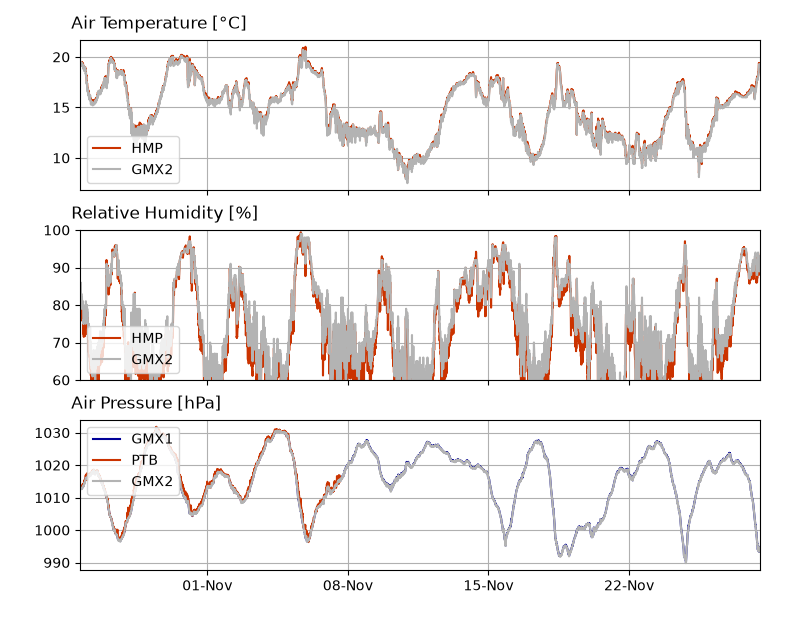 Air Temperature [°C]
20
15
10
HMP
GMX2
Relative Humidity [%]
100
90
80
70
60
HMP
GMX2
Air Pressure [hPa]
1030
1020
1010
1000
990
GMX1
PTB
GMX2
01-Nov
08-Nov
15-Nov
22-Nov